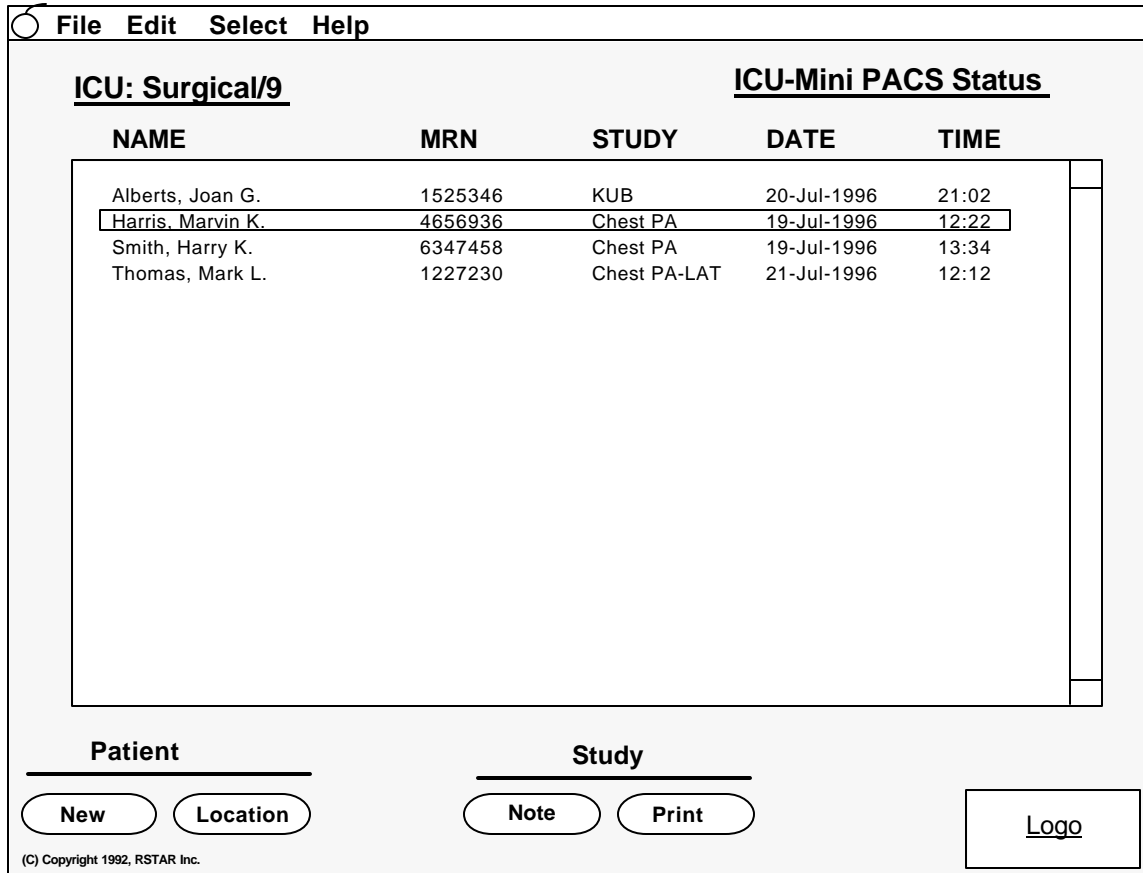 File Edit Select Help
ICU: Surgical/9 ICU-Mini PACS Status
NAME MRN STUDY DATE TIME
Alberts, Joan G. 1525346 KUB 20-Jul-1996 21:02
Harris, Marvin K. 4656936 Chest PA 19-Jul-1996 12:22
Smith, Harry K. 6347458 Chest PA 19-Jul-1996 13:34
Thomas, Mark L. 1227230 Chest PA-LAT 21-Jul-1996 12:12
Patient Study
New Location Note Print
Logo
(C) Copyright 1992, RSTAR Inc.